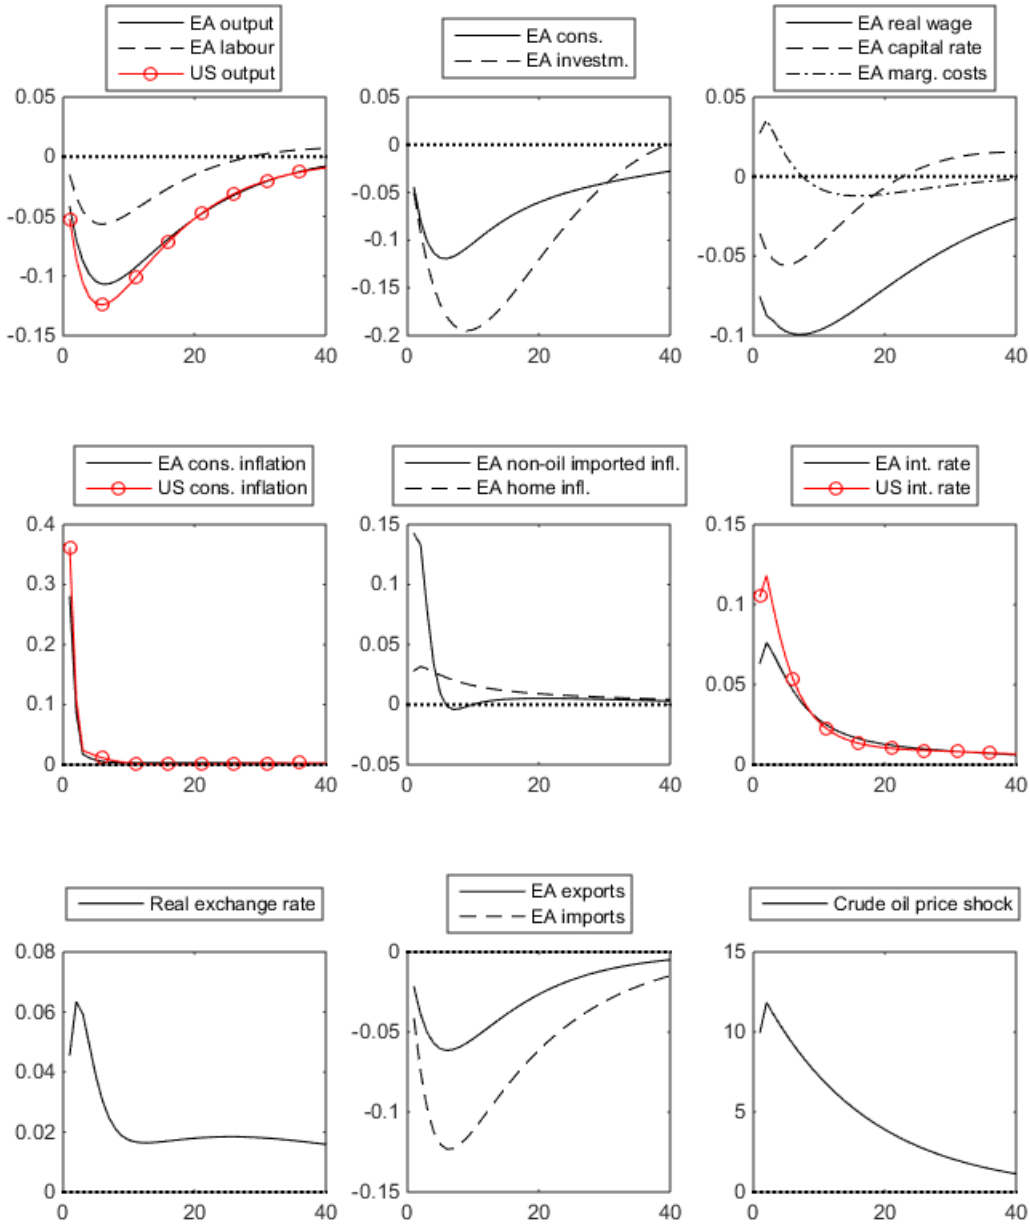 EA output
EA labour
US output
EA cons.
EA investm.
EA real wage
EA capital rate
EA marg. costs
0.05
0
-0.05
-0.1
-0.15
0 20 40
0.05
0
-0.05
-0.1
-0.15
-0.2
0 20 40
0.05
0
-0.05
-0.1
0 20 40
EA cons. inflation
US cons. inflation
EA non-oil imported infl.
EA home infl.
EA int. rate
US int. rate
0.4
0.3
0.2
0.1
0
0 20 40
0.15
0.1
0.05
0
-0.05
0 20 40
0.15
0.1
0.05
0
0 20 40
Real exchange rate
EA exports
EA imports
Crude oil price shock
0.08
0.06
0.04
0.02
0
0 20 40
0
-0.05
-0.1
-0.15
0 20 40
15
10
5
0
0 20 40